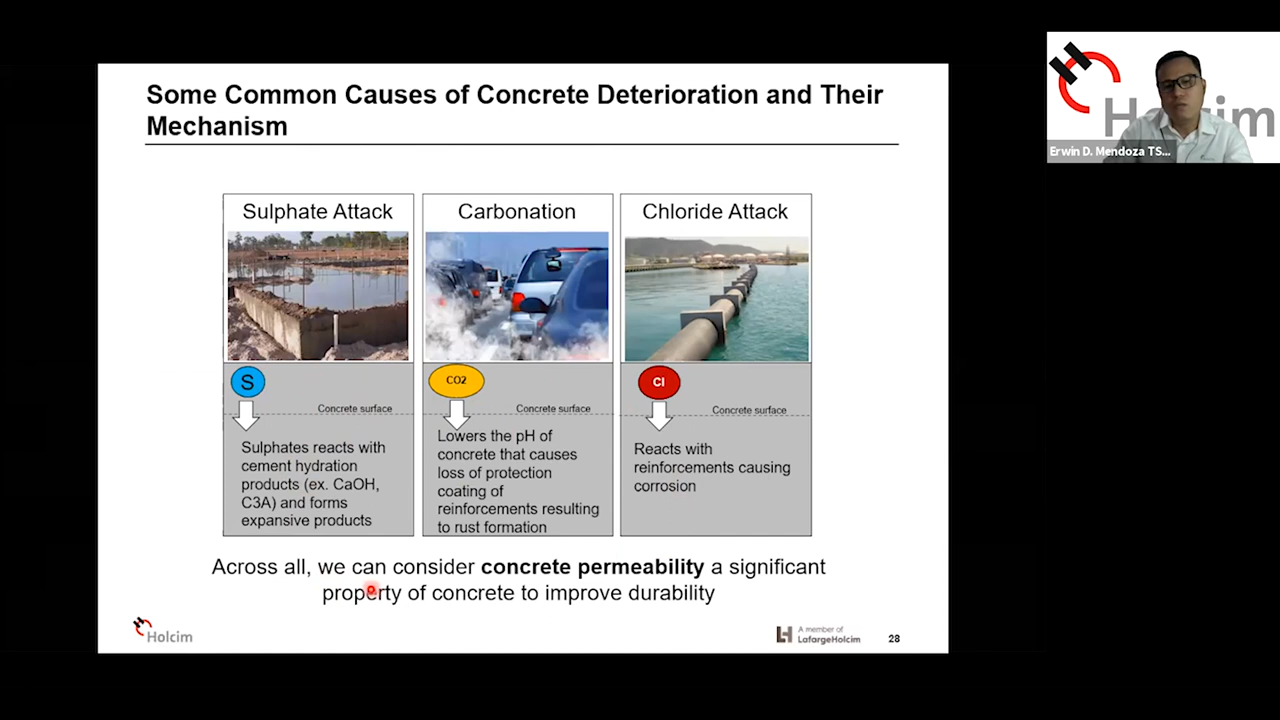 Some Common Causes of Concrete Deterioration and Their
Mechanism
Sulphate Attack
S
Concrete surface
Sulphates reacts with
cement hydration
products (ex. CaOH,
C3A) and forms
expansive products
Carbonation
CO2
Concrete surface
Lowers the pH of
concrete that causes
loss of protection
coating of
reinforcements resulting
to rust formation
Chloride Attack
Cl
Concrete surface
Reacts with
reinforcements causing
corrosion
Across all, we can consider concrete permeability a significant
property of concrete to improve durability
Holcim
A member of
LafargeHolcim
28
Holcim
Erwin D. Mendoza TS...